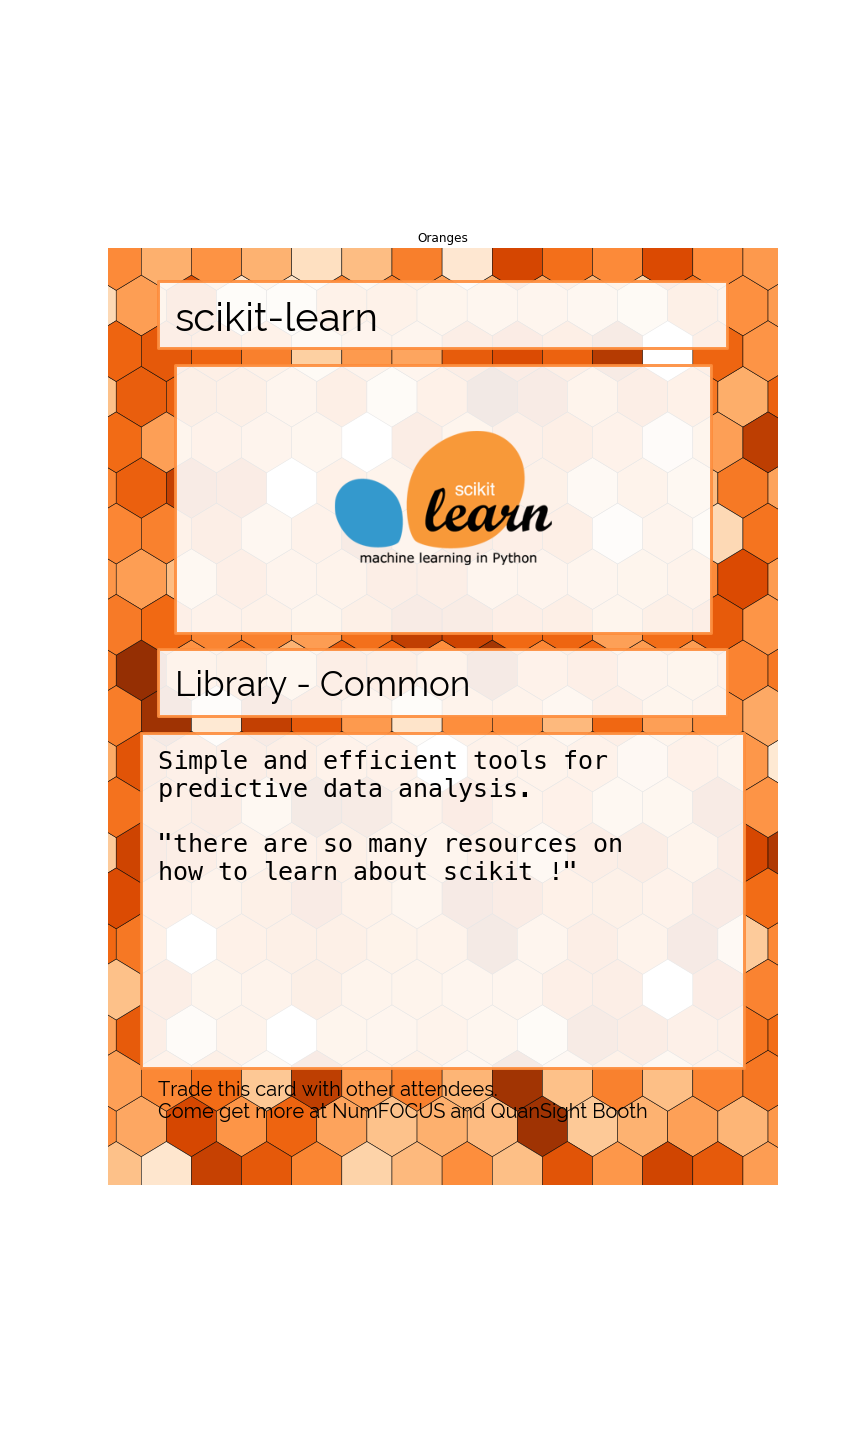 Oranges
scikit-learn
scikit
learn
machine learning in Python
Library - Common
Simple and efficient tools for
predictive data analysis.
"there are so many resources on
how to learn about scikit !"
Trade this card with other attendees.
Come get more at NumFOCUS and QuanSight Booth